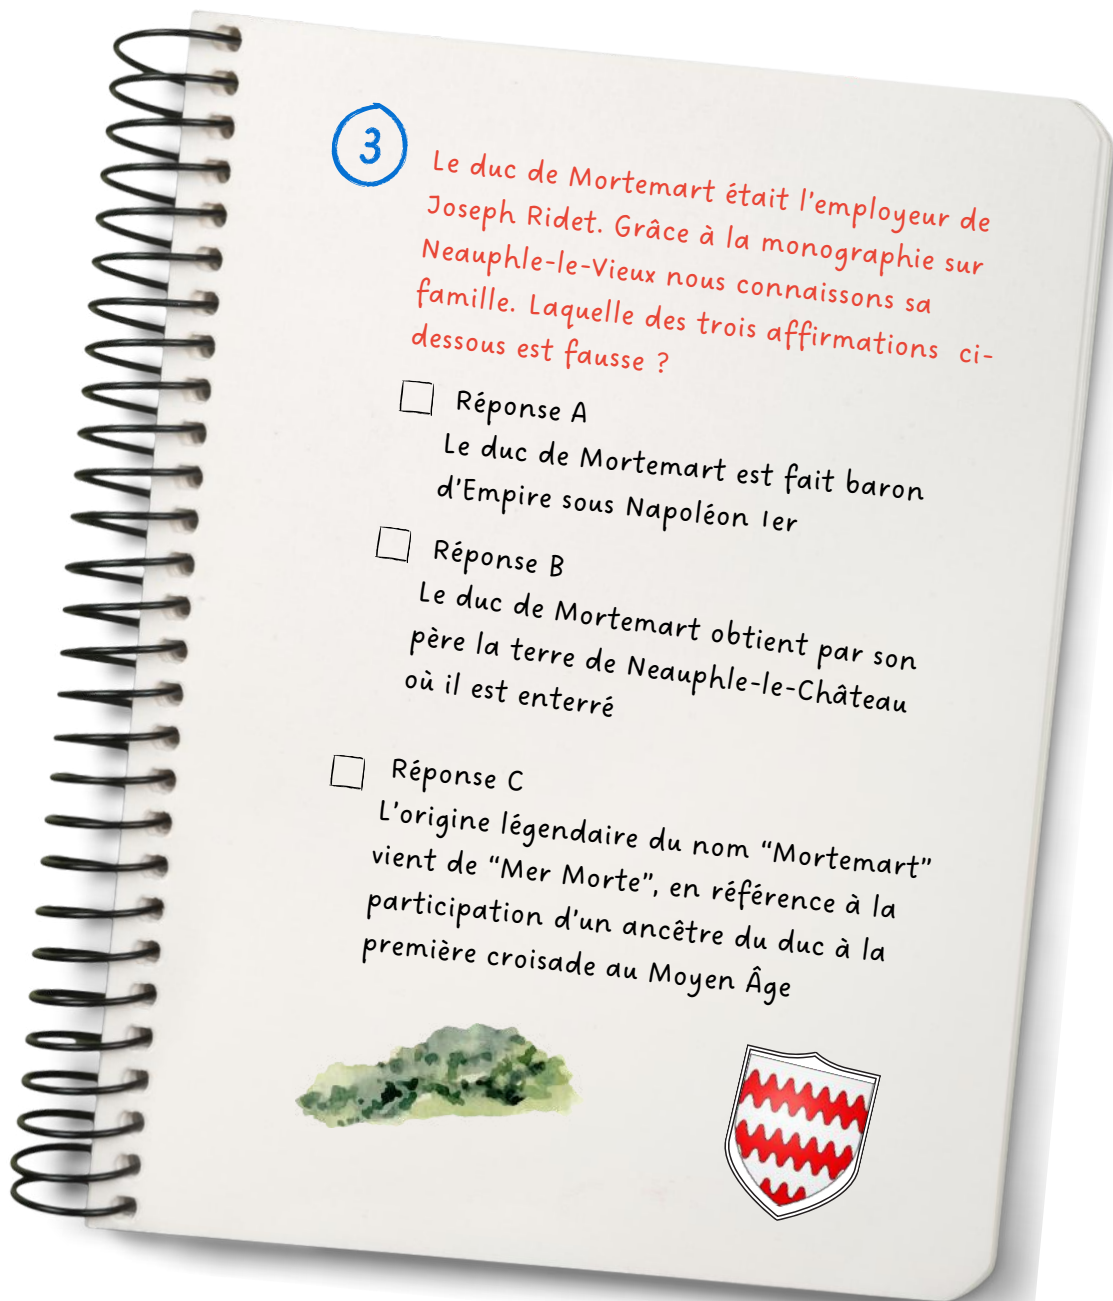 3
Le duc de Mortemart était l'employeur de
Joseph Ridet. Grâce à la monographie sur
Neauphle-le-Vieux nous connaissons sa
famille. Laquelle des trois affirmations ci-
dessous est fausse ?
Réponse A
Le duc de Mortemart est fait baron
d'Empire sous Napoléon 1er
Réponse B
Le duc de Mortemart obtient par son
père la terre de Neauphle-le-Château
où il est enterré
Réponse C
L'origine légendaire du nom "Mortemart"
vient de "Mer Morte", en référence à la
participation d'un ancêtre du duc à la
première croisade au Moyen Âge